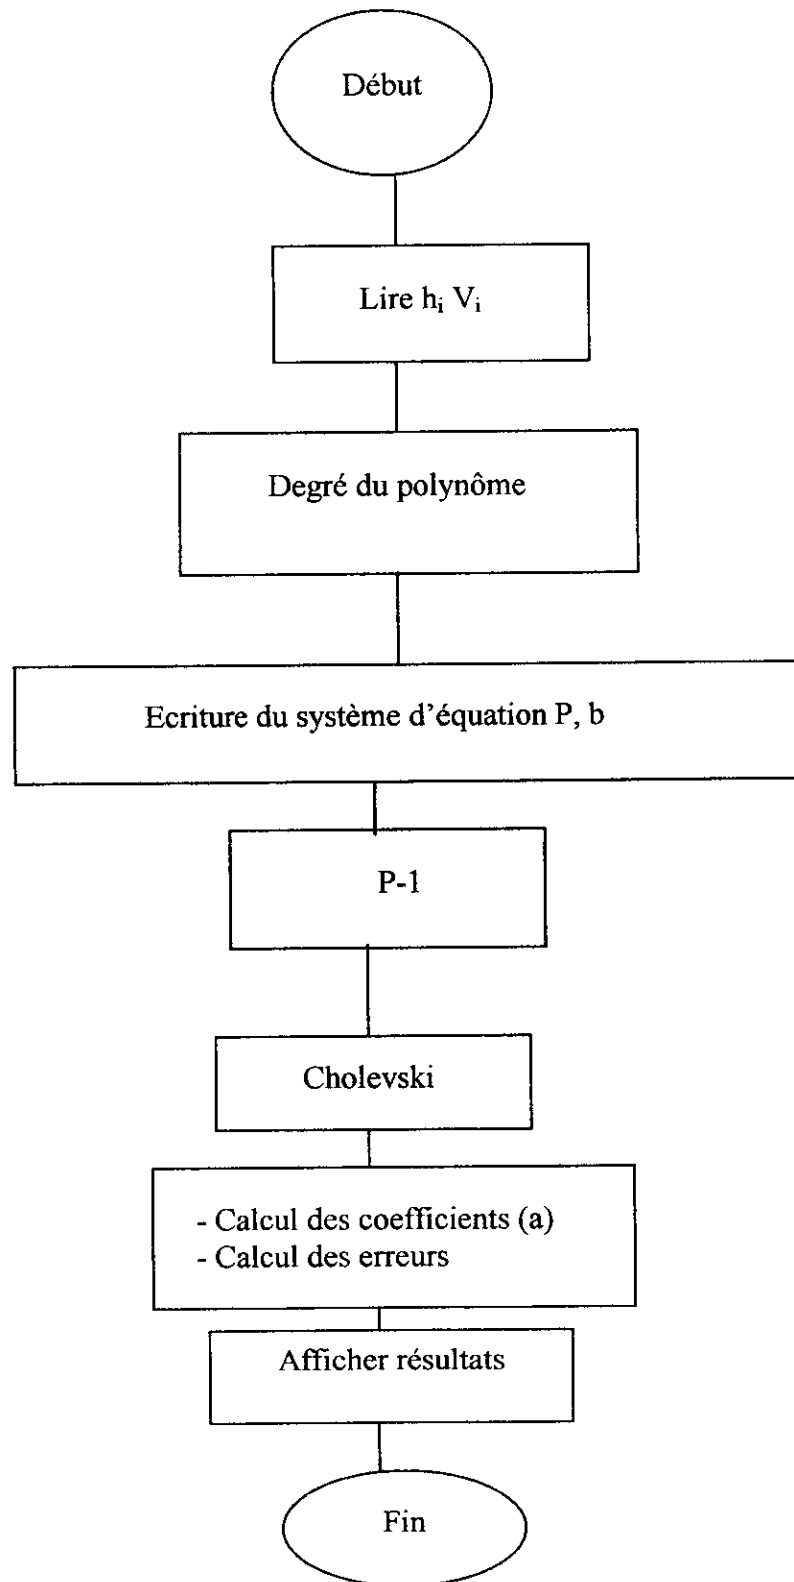 Début
Lire hᵢ Vᵢ
Degré du polynôme
Ecriture du système d'équation P, b
P-1
Cholevski
- Calcul des coefficients (a)
- Calcul des erreurs
Afficher résultats
Fin